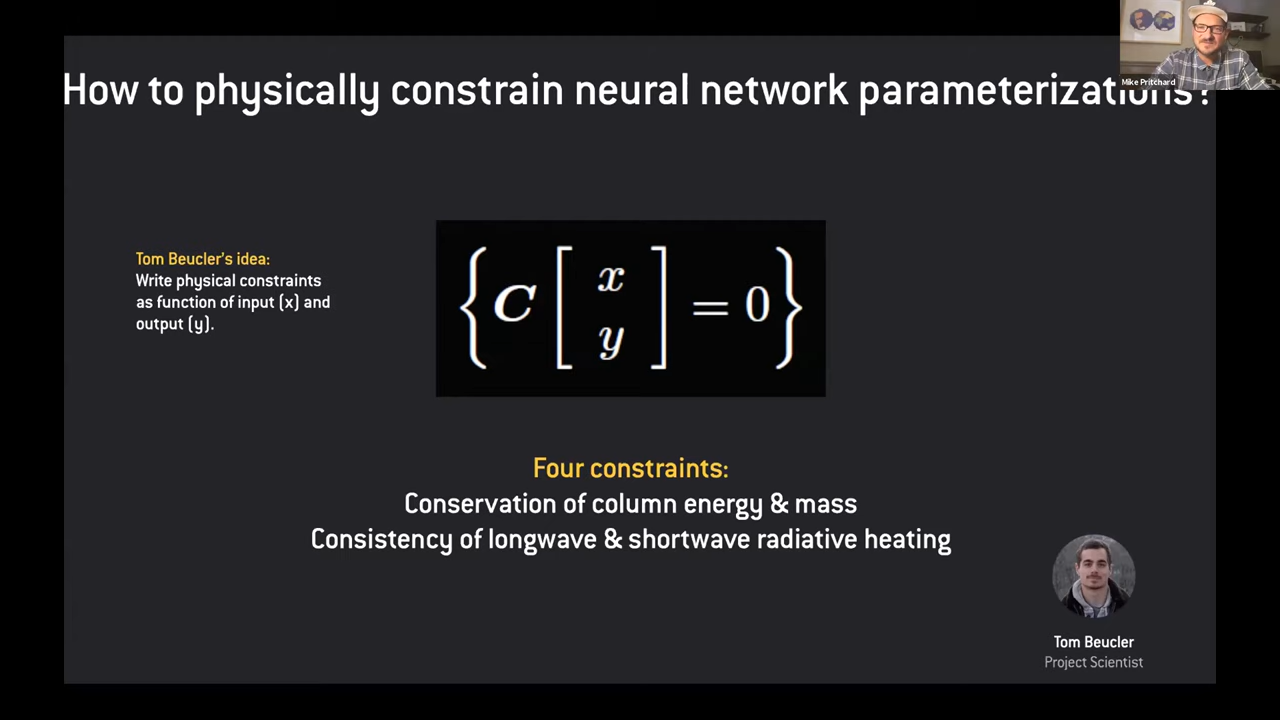 How to physically constrain neural network parameterizations?
Mike Pritchard
Tom Beucler's idea:
Write physical constraints
as function of input (x) and
output (y).
{ C [ x y ] = 0 }
Four constraints:
Conservation of column energy & mass
Consistency of longwave & shortwave radiative heating
Tom Beucler
Project Scientist